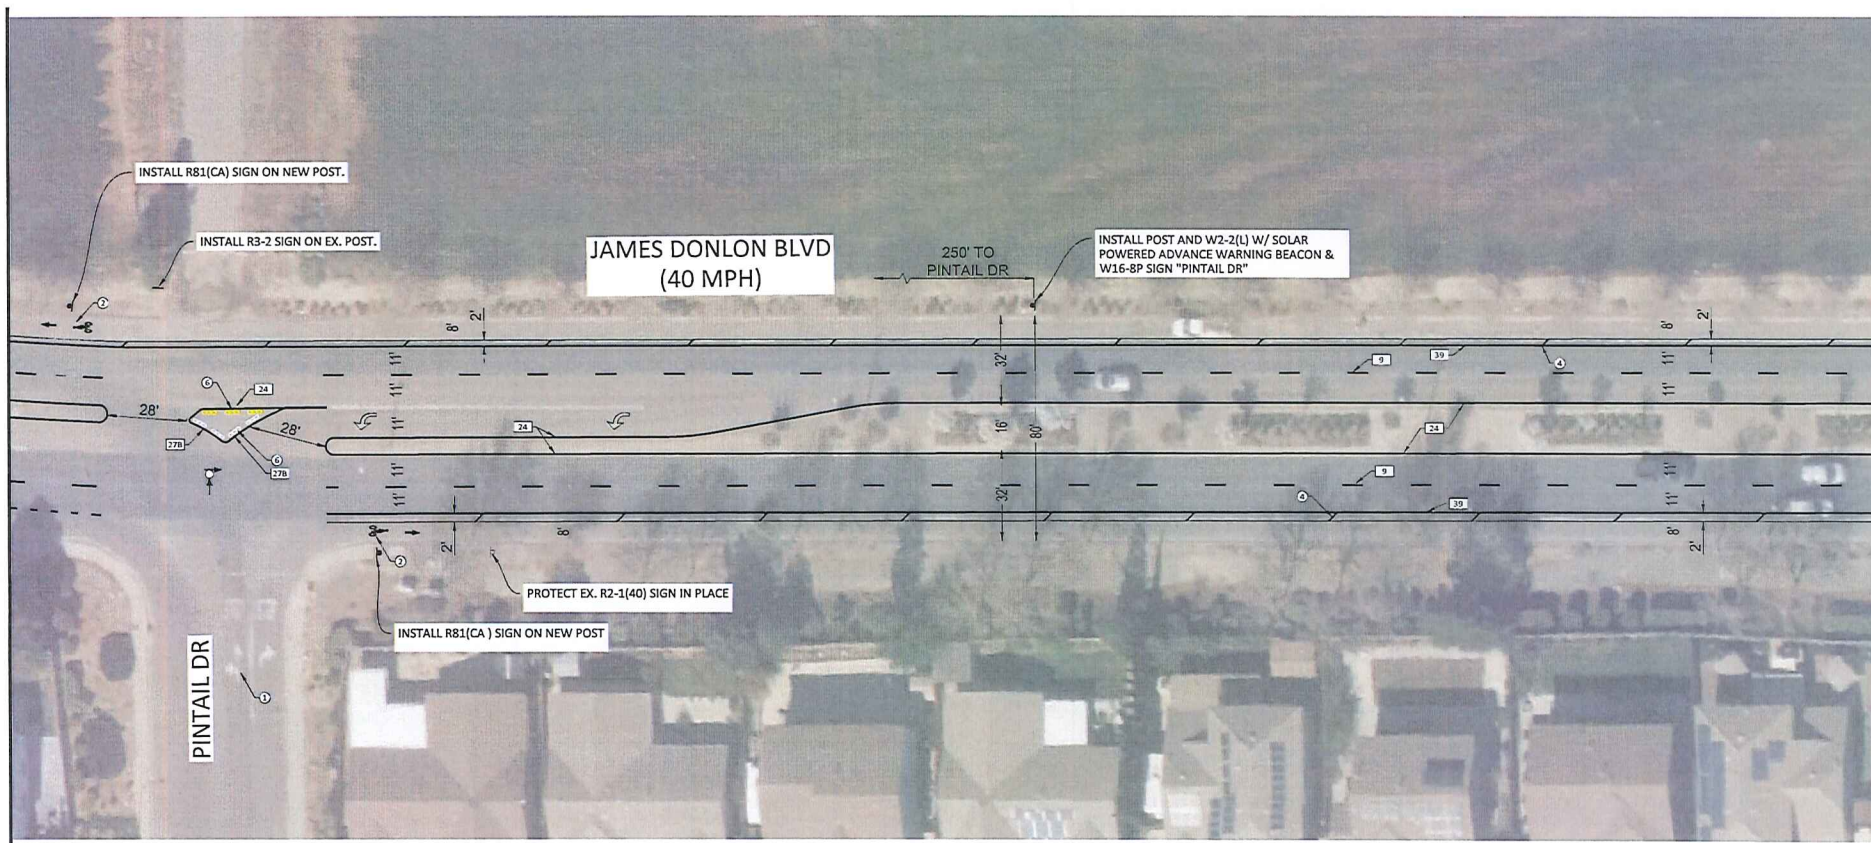 INSTALL R81(CA) SIGN ON NEW POST.
INSTALL R3-2 SIGN ON EX. POST.
JAMES DONLON BLVD
(40 MPH)
250' TO
PINTAIL DR
INSTALL POST AND W2-2(L) W/ SOLAR
POWERED ADVANCE WARNING BEACON &
W16-8P SIGN "PINTAIL DR"
2
8'
2'
8'
2'
11'
11'
32'
9
39
4
11'
11'
6
24
28'
28'
27B
6
27B
11'
24
16'
80'
24
11'
11'
32'
9
4
39
11'
11'
2
2'
8'
8'
2'
PROTECT EX. R2-1(40) SIGN IN PLACE
INSTALL R81(CA ) SIGN ON NEW POST
PINTAIL DR
1